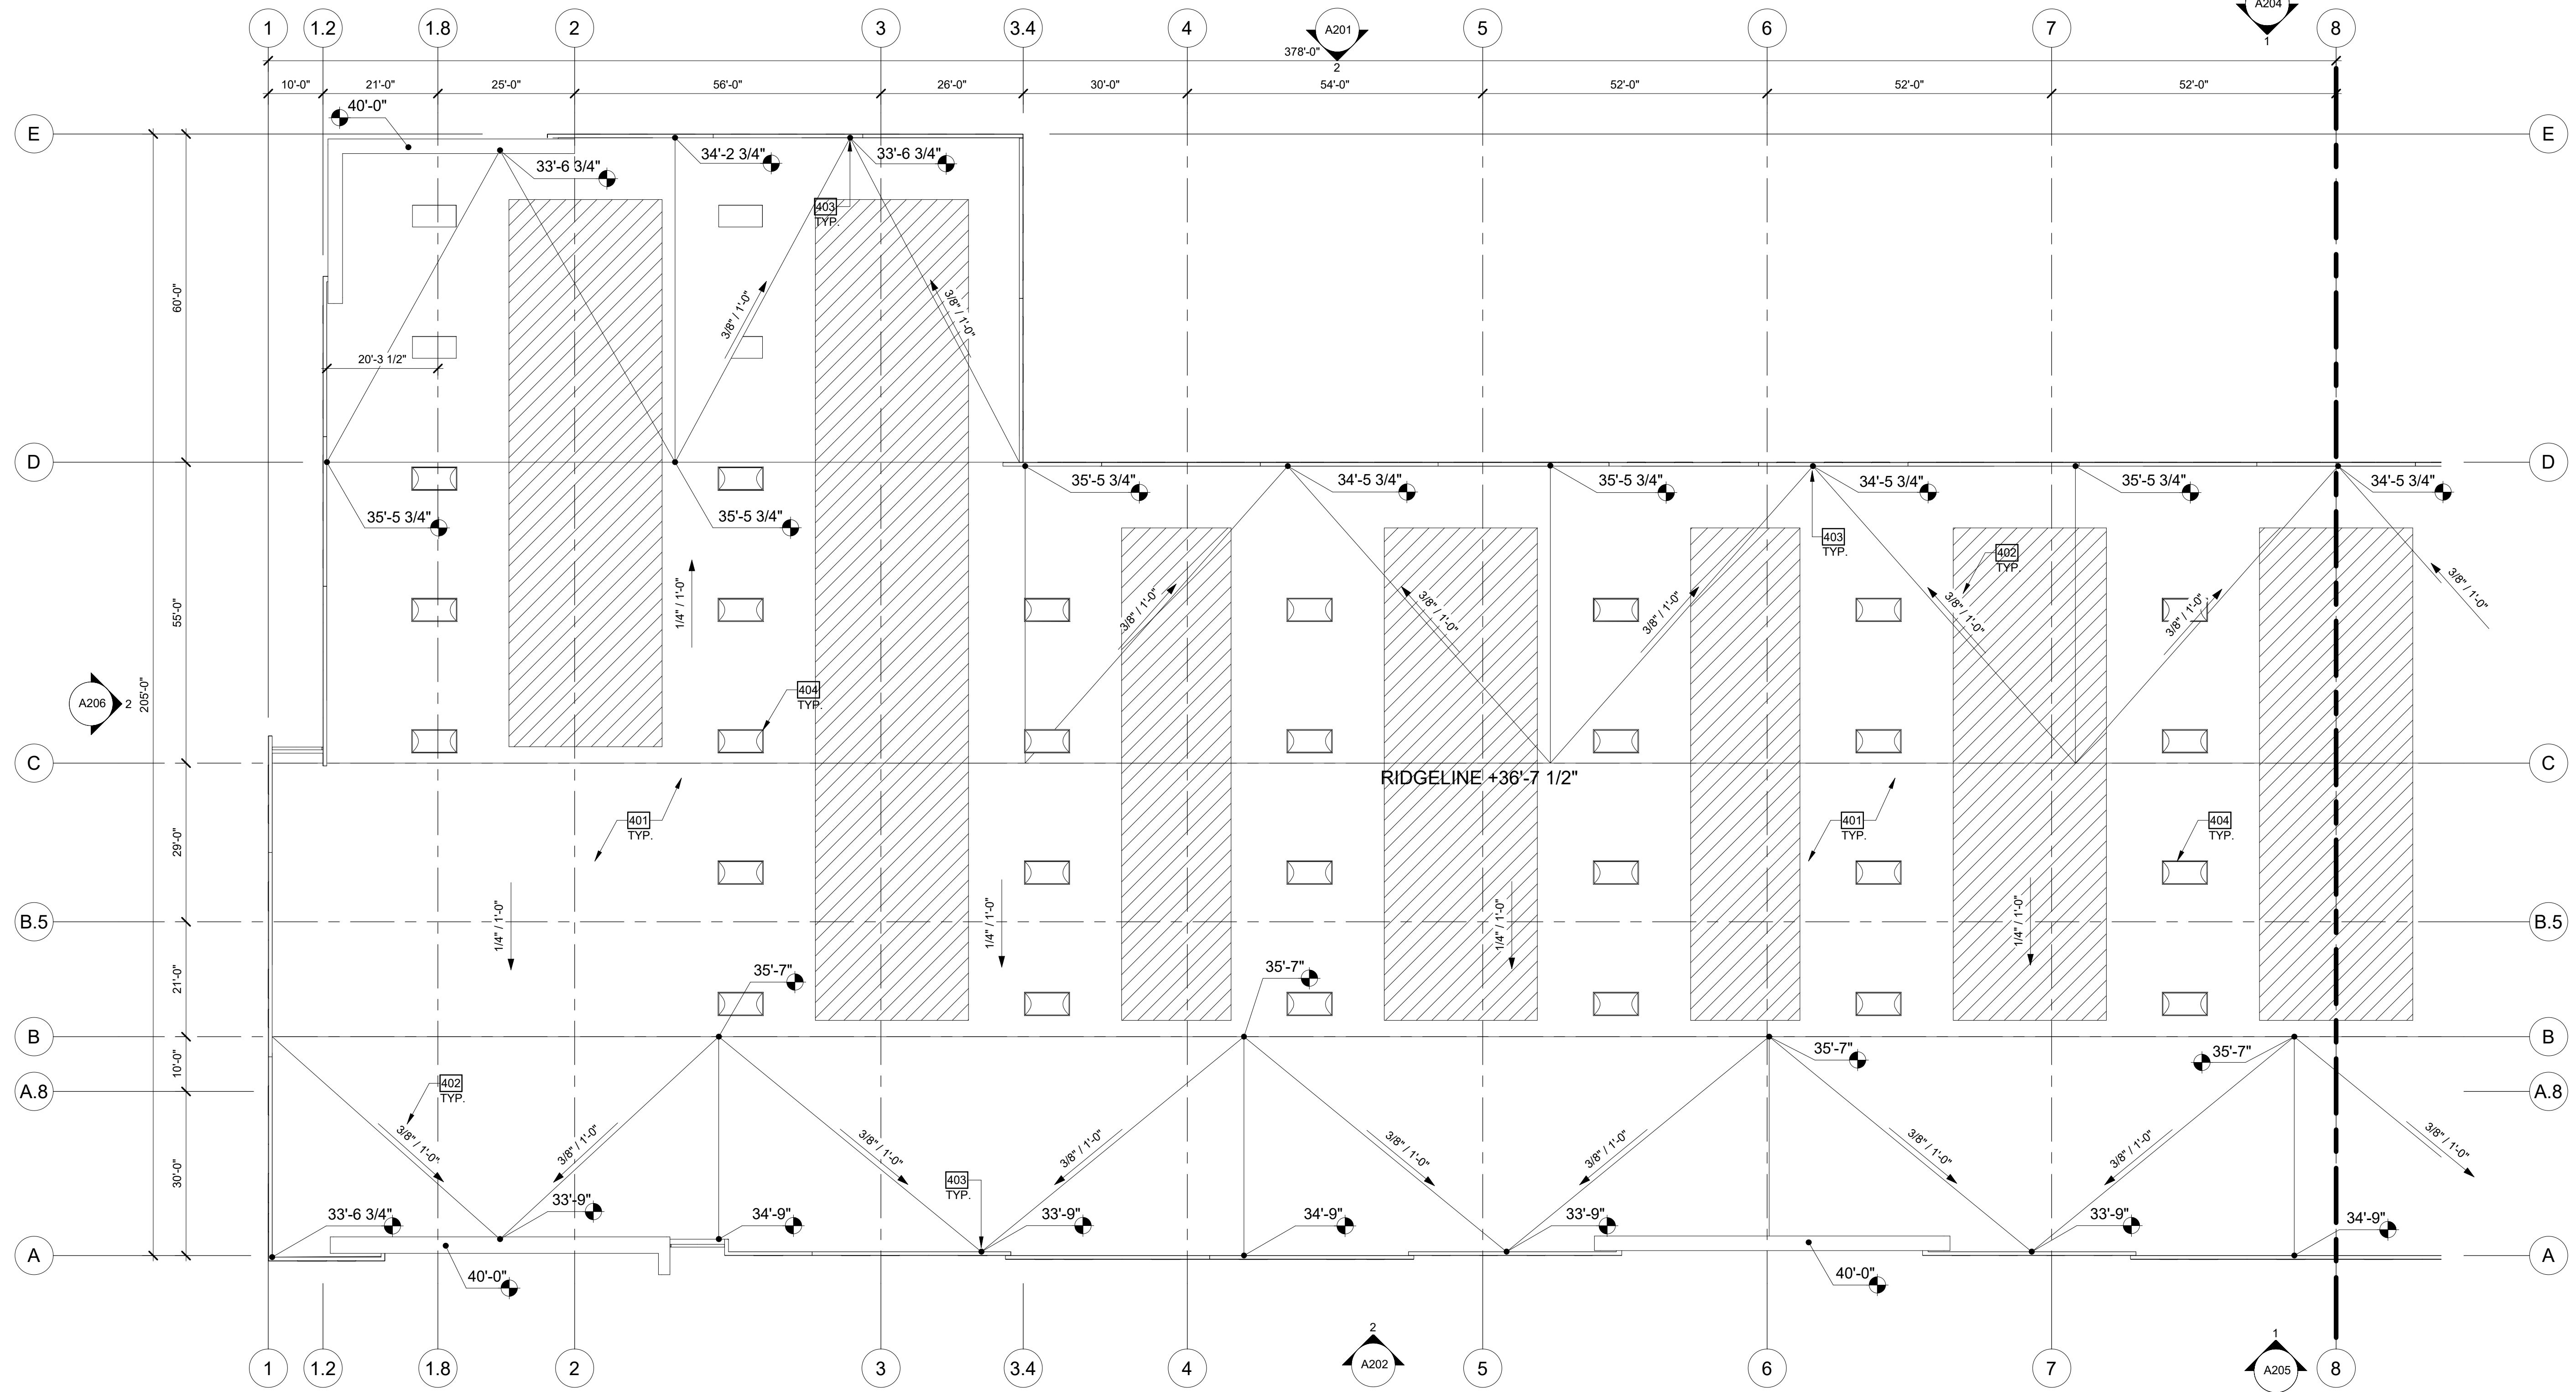 A204
1
1
1.2
1.8
2
3
3.4
4
A201
2
5
6
7
8
378'-0"
10'-0"
21'-0"
25'-0"
56'-0"
26'-0"
30'-0"
54'-0"
52'-0"
52'-0"
52'-0"
40'-0"
E
E
33'-6 3/4"
34'-2 3/4"
33'-6 3/4"
403
TYP.
60'-0"
3/8" / 1'-0"
3/8" / 1'-0"
20'-3 1/2"
D
D
35'-5 3/4"
34'-5 3/4"
35'-5 3/4"
34'-5 3/4"
35'-5 3/4"
34'-5 3/4"
35'-5 3/4"
35'-5 3/4"
403
TYP.
402
TYP.
55'-0"
1/4" / 1'-0"
3/8" / 1'-0"
3/8" / 1'-0"
3/8" / 1'-0"
3/8" / 1'-0"
3/8" / 1'-0"
3/8" / 1'-0"
A206
2
205'-0"
404
TYP.
C
C
RIDGELINE +36'-7 1/2"
401
TYP.
401
TYP.
404
TYP.
29'-0"
B.5
B.5
1/4" / 1'-0"
1/4" / 1'-0"
1/4" / 1'-0"
1/4" / 1'-0"
21'-0"
35'-7"
35'-7"
B
B
35'-7"
35'-7"
10'-0"
402
TYP.
A.8
A.8
3/8" / 1'-0"
3/8" / 1'-0"
3/8" / 1'-0"
3/8" / 1'-0"
3/8" / 1'-0"
3/8" / 1'-0"
3/8" / 1'-0"
3/8" / 1'-0"
3/8" / 1'-0"
30'-0"
403
TYP.
33'-6 3/4"
33'-9"
34'-9"
33'-9"
34'-9"
33'-9"
33'-9"
34'-9"
A
A
40'-0"
40'-0"
1
1.2
1.8
2
3
3.4
4
2
A202
5
6
7
1
A205
8